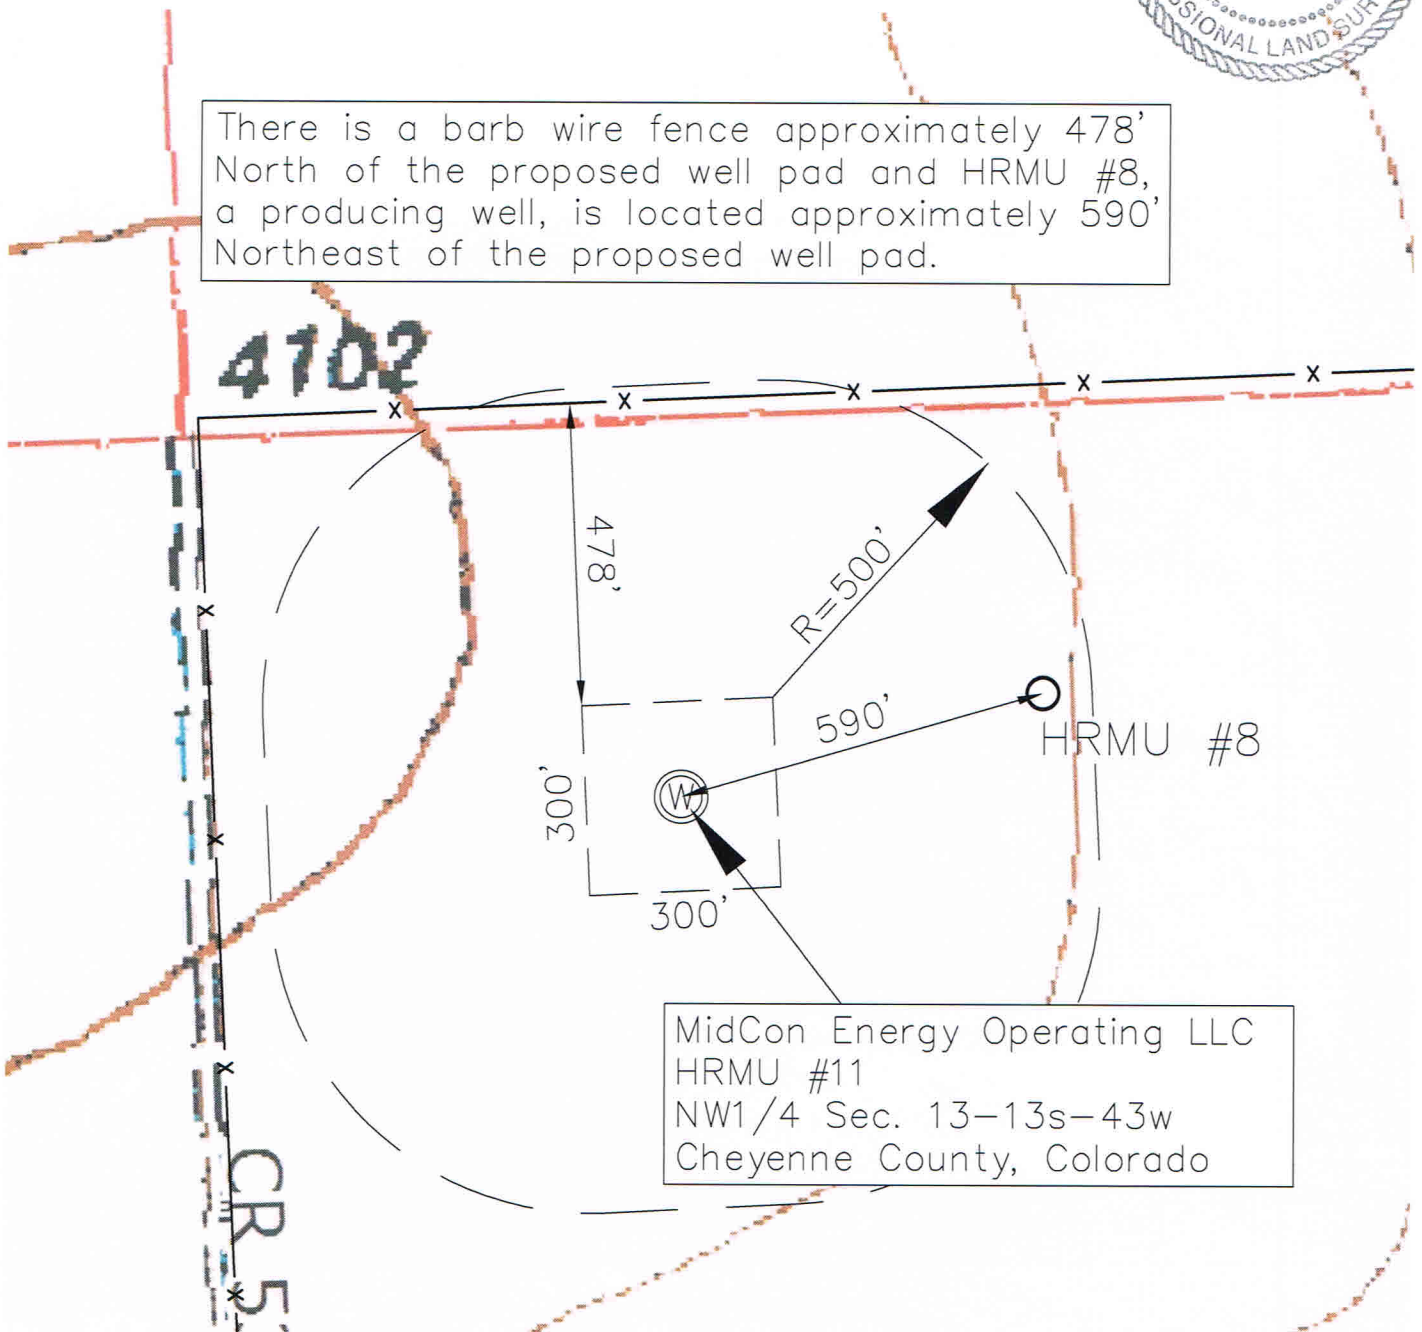 SIONAL LAND SUR
There is a barb wire fence approximately 478'
North of the proposed well pad and HRMU #8,
a producing well, is located approximately 590'
Northeast of the proposed well pad.
4702
X X X X X
478'
R=500'
X
590'
HRMU #8
300'
W
X
300'
MidCon Energy Operating LLC
HRMU #11
NW1/4 Sec. 13-13s-43w
Cheyenne County, Colorado
X
CR 5
X